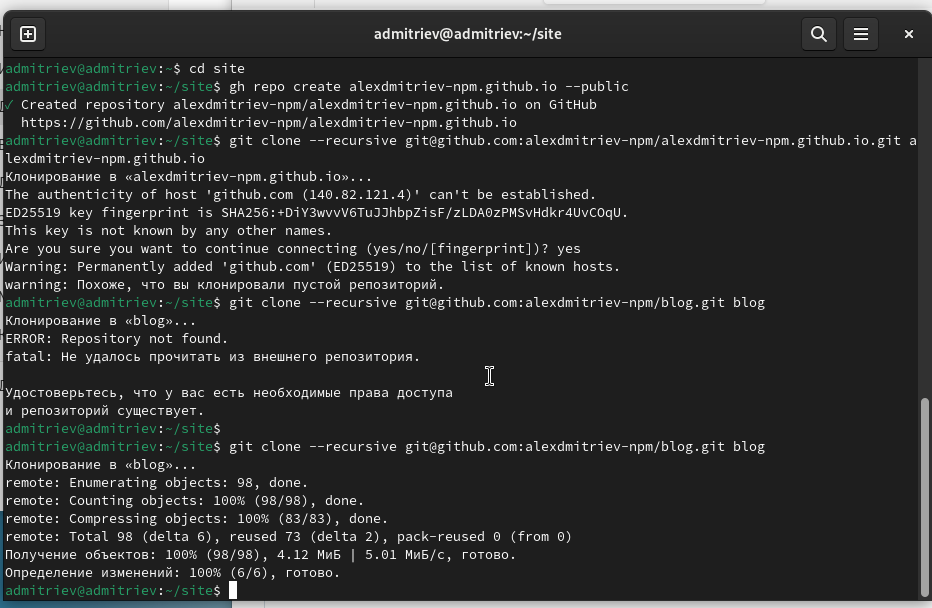 admitriev@admitriev:~/site
admitriev@admitriev:~$ cd site
admitriev@admitriev:~/site$ gh repo create alexdmitriev-npm.github.io --public
✓ Created repository alexdmitriev-npm/alexdmitriev-npm.github.io on GitHub
  https://github.com/alexdmitriev-npm/alexdmitriev-npm.github.io
admitriev@admitriev:~/site$ git clone --recursive git@github.com:alexdmitriev-npm/alexdmitriev-npm.github.io.git a
lexdmitriev-npm.github.io
Клонирование в «alexdmitriev-npm.github.io»...
The authenticity of host 'github.com (140.82.121.4)' can't be established.
ED25519 key fingerprint is SHA256:+DiY3wvvV6TuJJhbpZisF/zLDA0zPMSvHdkr4UvCOqU.
This key is not known by any other names.
Are you sure you want to continue connecting (yes/no/[fingerprint])? yes
Warning: Permanently added 'github.com' (ED25519) to the list of known hosts.
warning: Похоже, что вы клонировали пустой репозиторий.
admitriev@admitriev:~/site$ git clone --recursive git@github.com:alexdmitriev-npm/blog.git blog
Клонирование в «blog»...
ERROR: Repository not found.
fatal: Не удалось прочитать из внешнего репозитория.

Удостоверьтесь, что у вас есть необходимые права доступа
и репозиторий существует.
admitriev@admitriev:~/site$
admitriev@admitriev:~/site$ git clone --recursive git@github.com:alexdmitriev-npm/blog.git blog
Клонирование в «blog»...
remote: Enumerating objects: 98, done.
remote: Counting objects: 100% (98/98), done.
remote: Compressing objects: 100% (83/83), done.
remote: Total 98 (delta 6), reused 73 (delta 2), pack-reused 0 (from 0)
Получение объектов: 100% (98/98), 4.12 МиБ | 5.01 МиБ/с, готово.
Определение изменений: 100% (6/6), готово.
admitriev@admitriev:~/site$